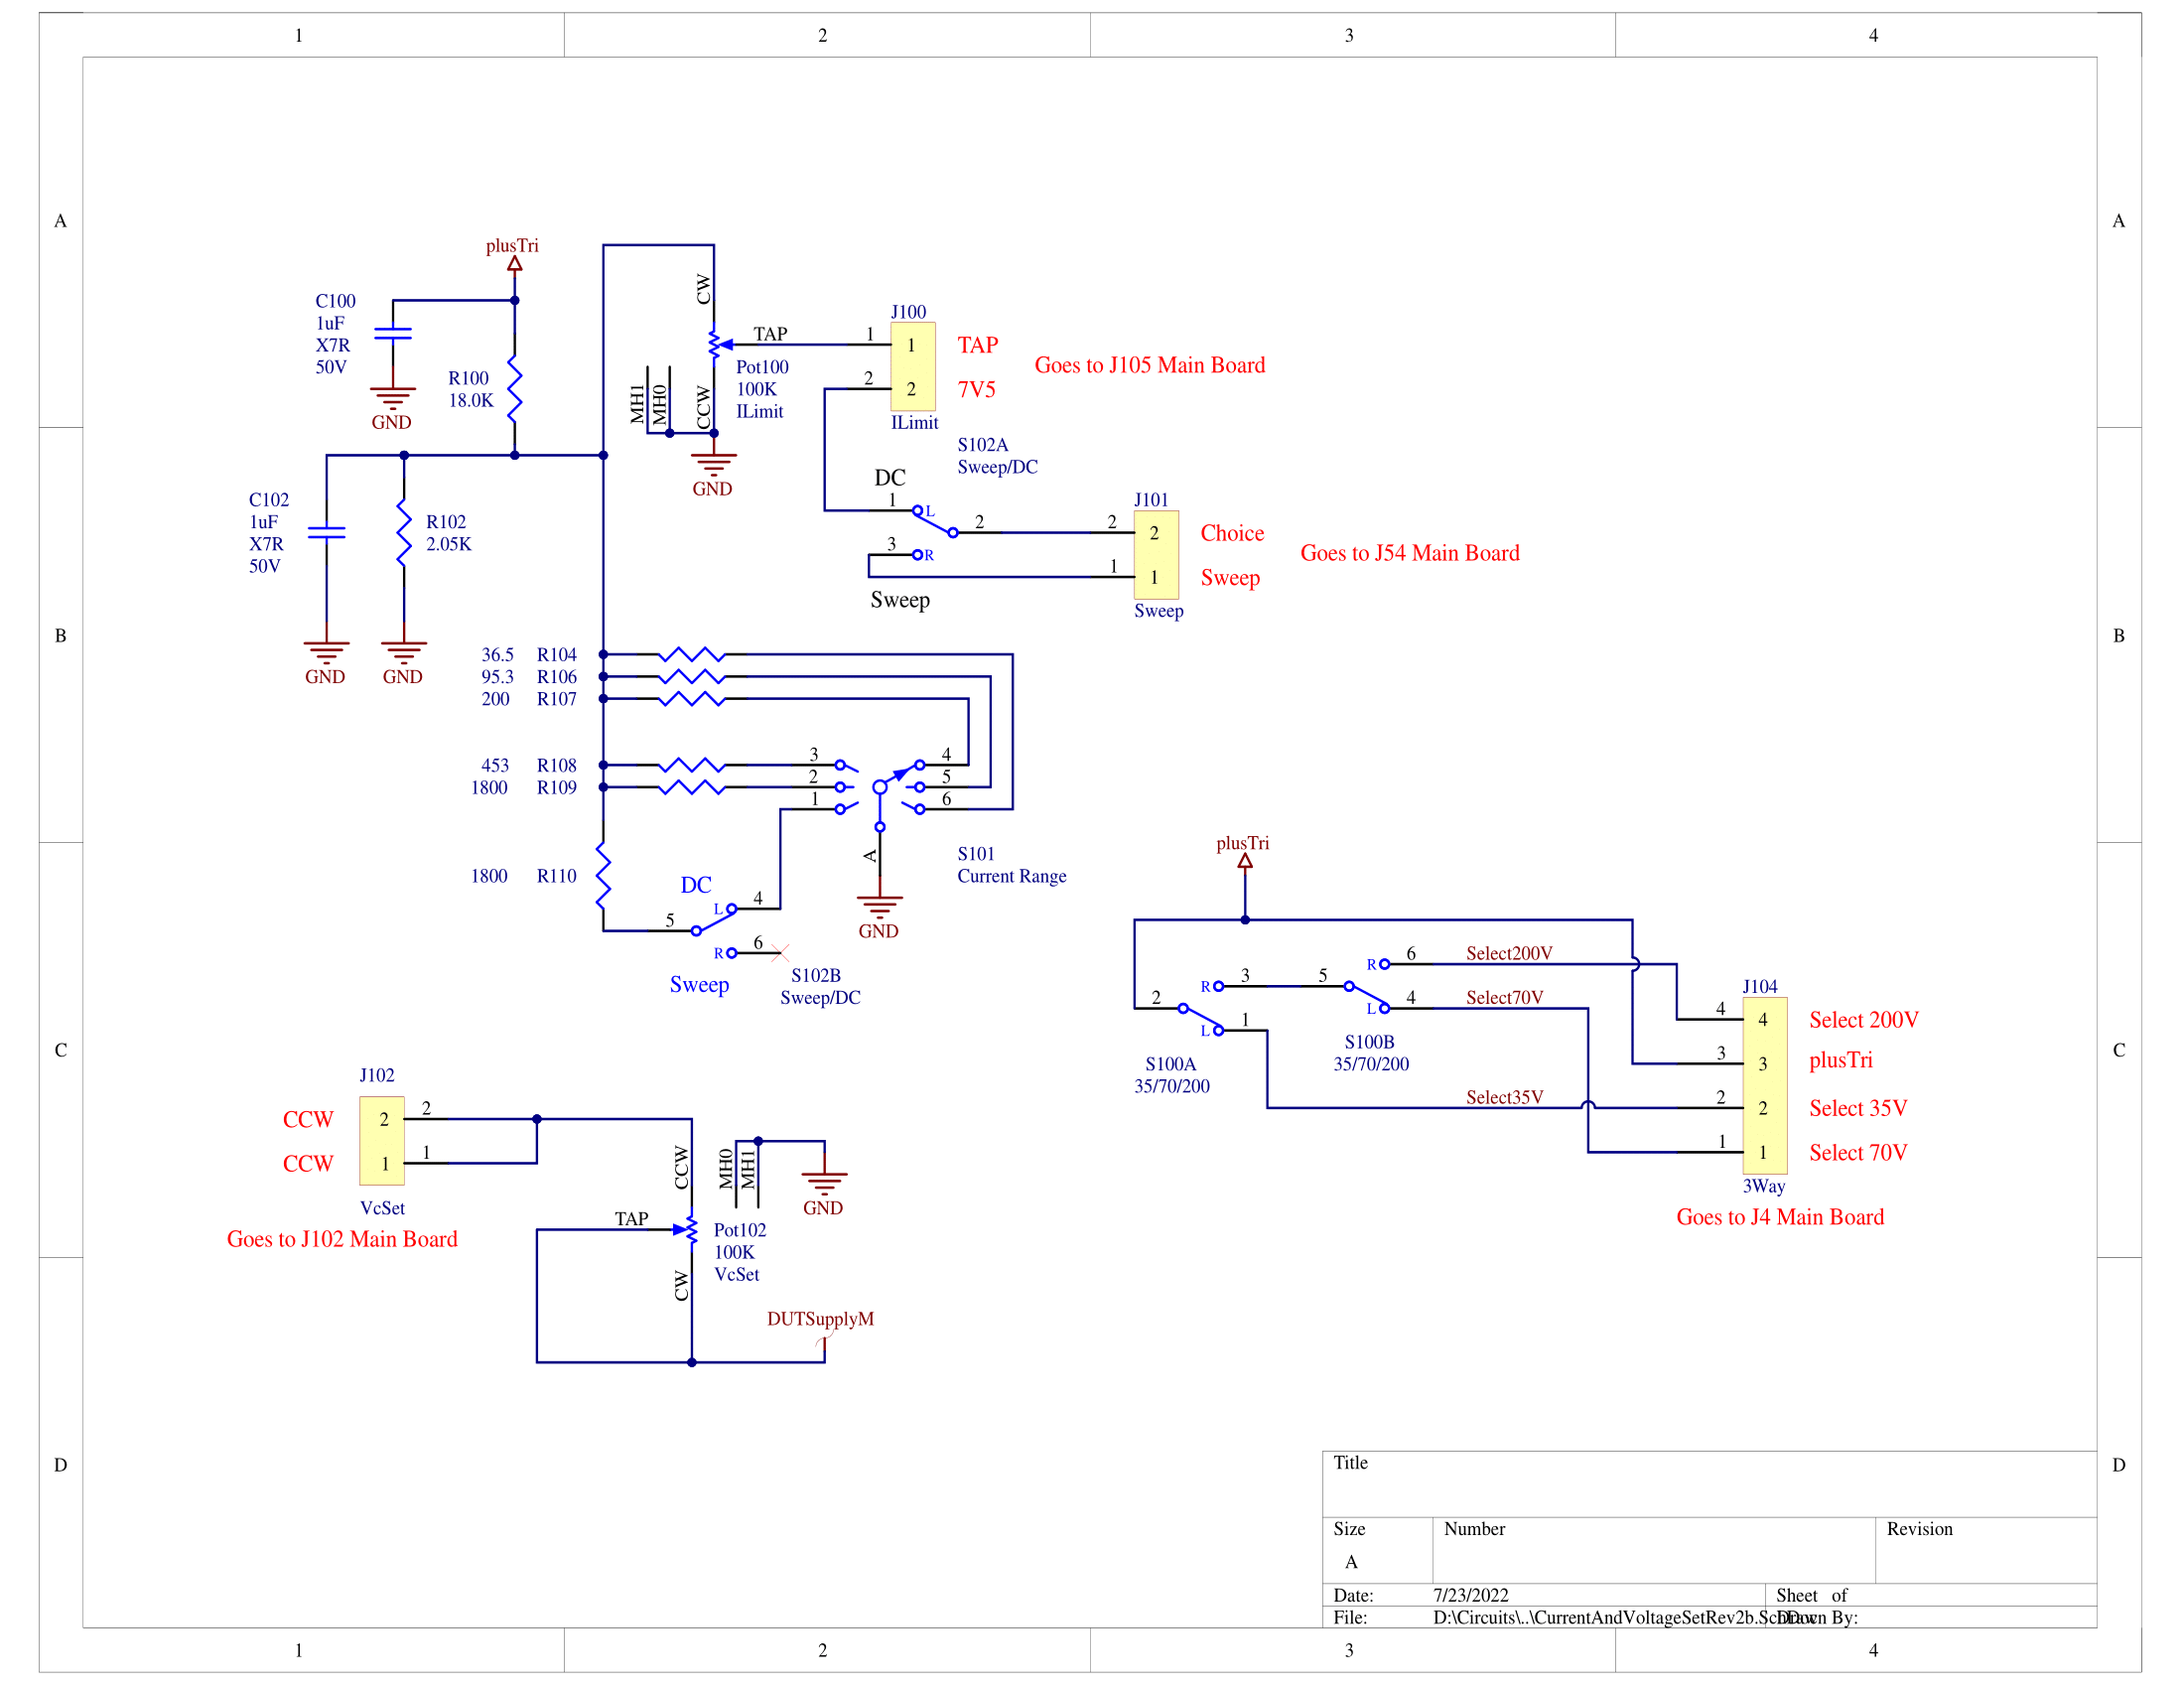 1 2 3 4
A A
plusTri
C100
1uF
X7R
50V
GND
R100
18.0K
CW
TAP
Pot100
100K
ILimit
MH1
MH0
CCW
GND
J100
1 1 TAP
2 2 7V5
ILimit
Goes to J105 Main Board
S102A
Sweep/DC
DC
1 L
2
3 R
Sweep
J101
2 2 Choice
1 1 Sweep
Sweep
Goes to J54 Main Board
C102
1uF
X7R
50V
GND
R102
2.05K
GND
B B
36.5 R104
95.3 R106
200 R107
453 R108
1800 R109
3 4
2 5
1 6
A
GND
S101
Current Range
1800 R110
DC
L 4
5
R 6
Sweep
S102B
Sweep/DC
plusTri
2
R 3
L 1
S100A
35/70/200
5
R 6
L 4
S100B
35/70/200
Select200V
Select70V
Select35V
J104
4 4 Select 200V
3 3 plusTri
2 2 Select 35V
1 1 Select 70V
3Way
Goes to J4 Main Board
C C
J102
CCW 2 2
CCW 1 1
VcSet
Goes to J102 Main Board
CCW
MH0
MH1
GND
TAP
Pot102
100K
VcSet
CW
DUTSupplyM
D D
Title
Size Number Revision
A
Date: 7/23/2022 Sheet of
File: D:\Circuits\..\CurrentAndVoltageSetRev2b.SchDoc Drawn By:
1 2 3 4